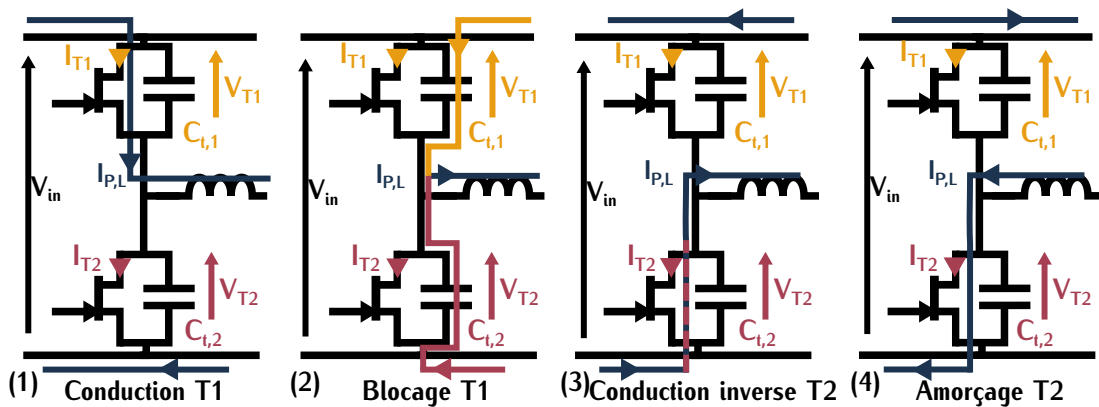 I_T1
V_T1
C_t,1
I_P,L
V_in
I_T2
V_T2
C_t,2
(1) Conduction T1
I_T1
V_T1
C_t,1
I_P,L
V_in
I_T2
V_T2
C_t,2
(2) Blocage T1
I_T1
V_T1
C_t,1
I_P,L
V_in
I_T2
V_T2
C_t,2
(3) Conduction inverse T2
I_T1
V_T1
C_t,1
I_P,L
V_in
I_T2
V_T2
C_t,2
(4) Amorçage T2